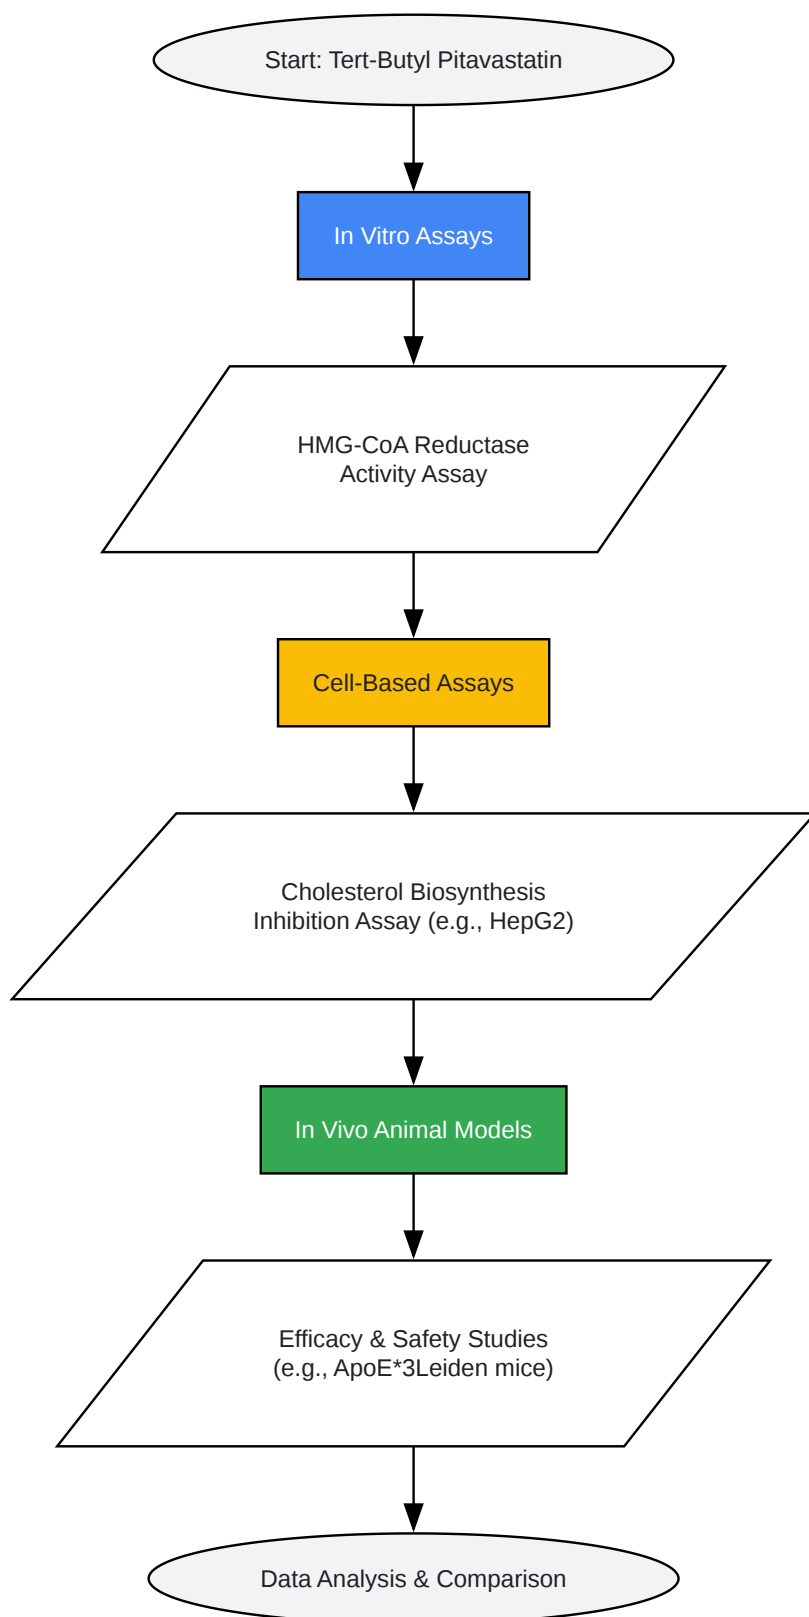 Start: Tert-Butyl Pitavastatin
In Vitro Assays
HMG-CoA Reductase
Activity Assay
Cell-Based Assays
Cholesterol Biosynthesis
Inhibition Assay (e.g., HepG2)
In Vivo Animal Models
Efficacy & Safety Studies
(e.g., ApoE*3Leiden mice)
Data Analysis & Comparison